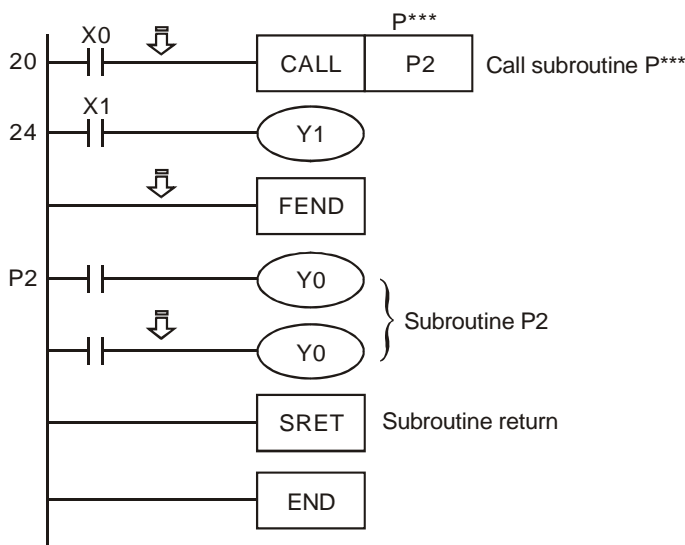 P***
X0
20 CALL P2 Call subroutine P***
X1
24 Y1
FEND
P2 Y0
Subroutine P2
Y0
SRET Subroutine return
END